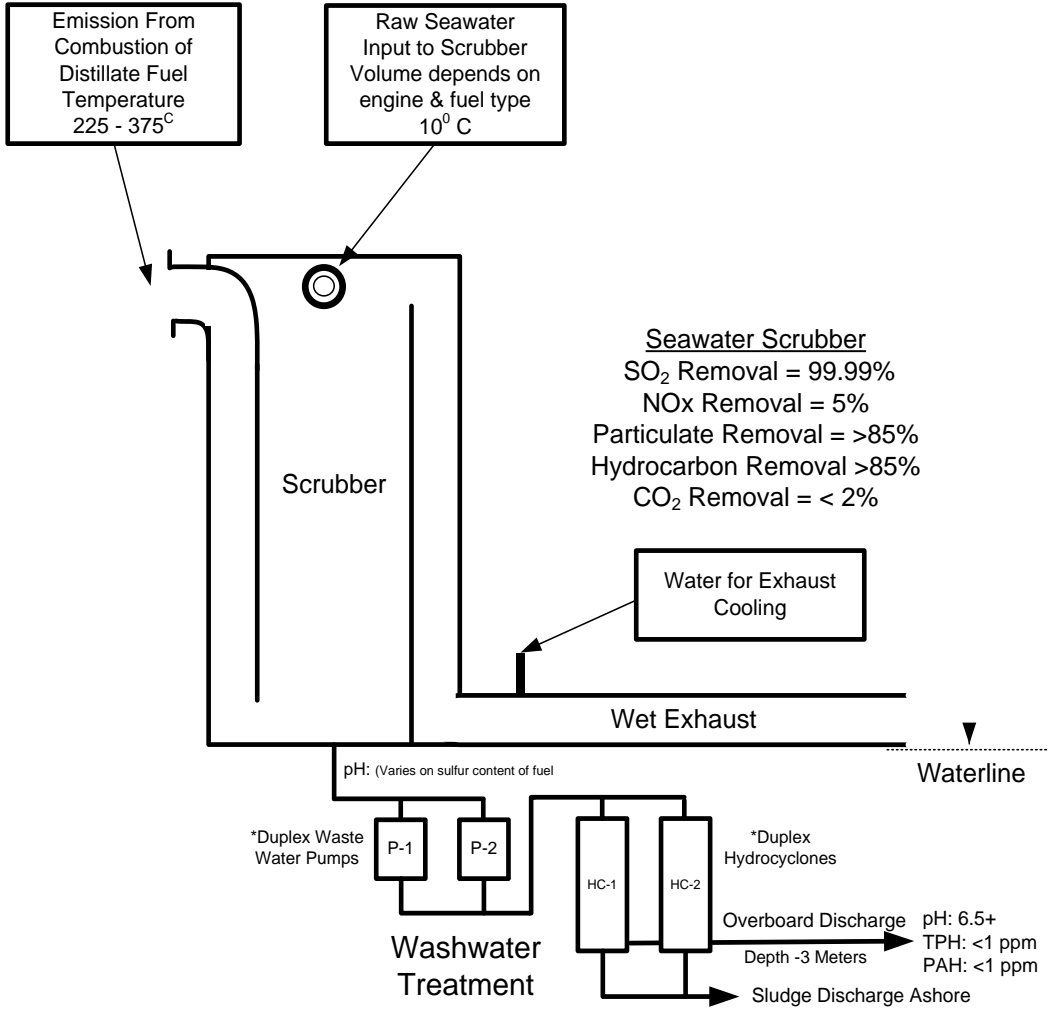 Emission From
Combustion of
Distillate Fuel
Temperature
225 - 375ᶜ
Raw Seawater
Input to Scrubber
Volume depends on
engine & fuel type
10⁰ C
Seawater Scrubber
SO₂ Removal = 99.99%
NOx Removal = 5%
Particulate Removal = >85%
Hydrocarbon Removal >85%
CO₂ Removal = < 2%
Scrubber
Water for Exhaust
Cooling
Wet Exhaust
Waterline
pH: (Varies on sulfur content of fuel
*Duplex Waste
Water Pumps
P-1
P-2
HC-1
HC-2
*Duplex
Hydrocyclones
Overboard Discharge
Depth -3 Meters
pH: 6.5+
TPH: <1 ppm
PAH: <1 ppm
Washwater
Treatment
Sludge Discharge Ashore